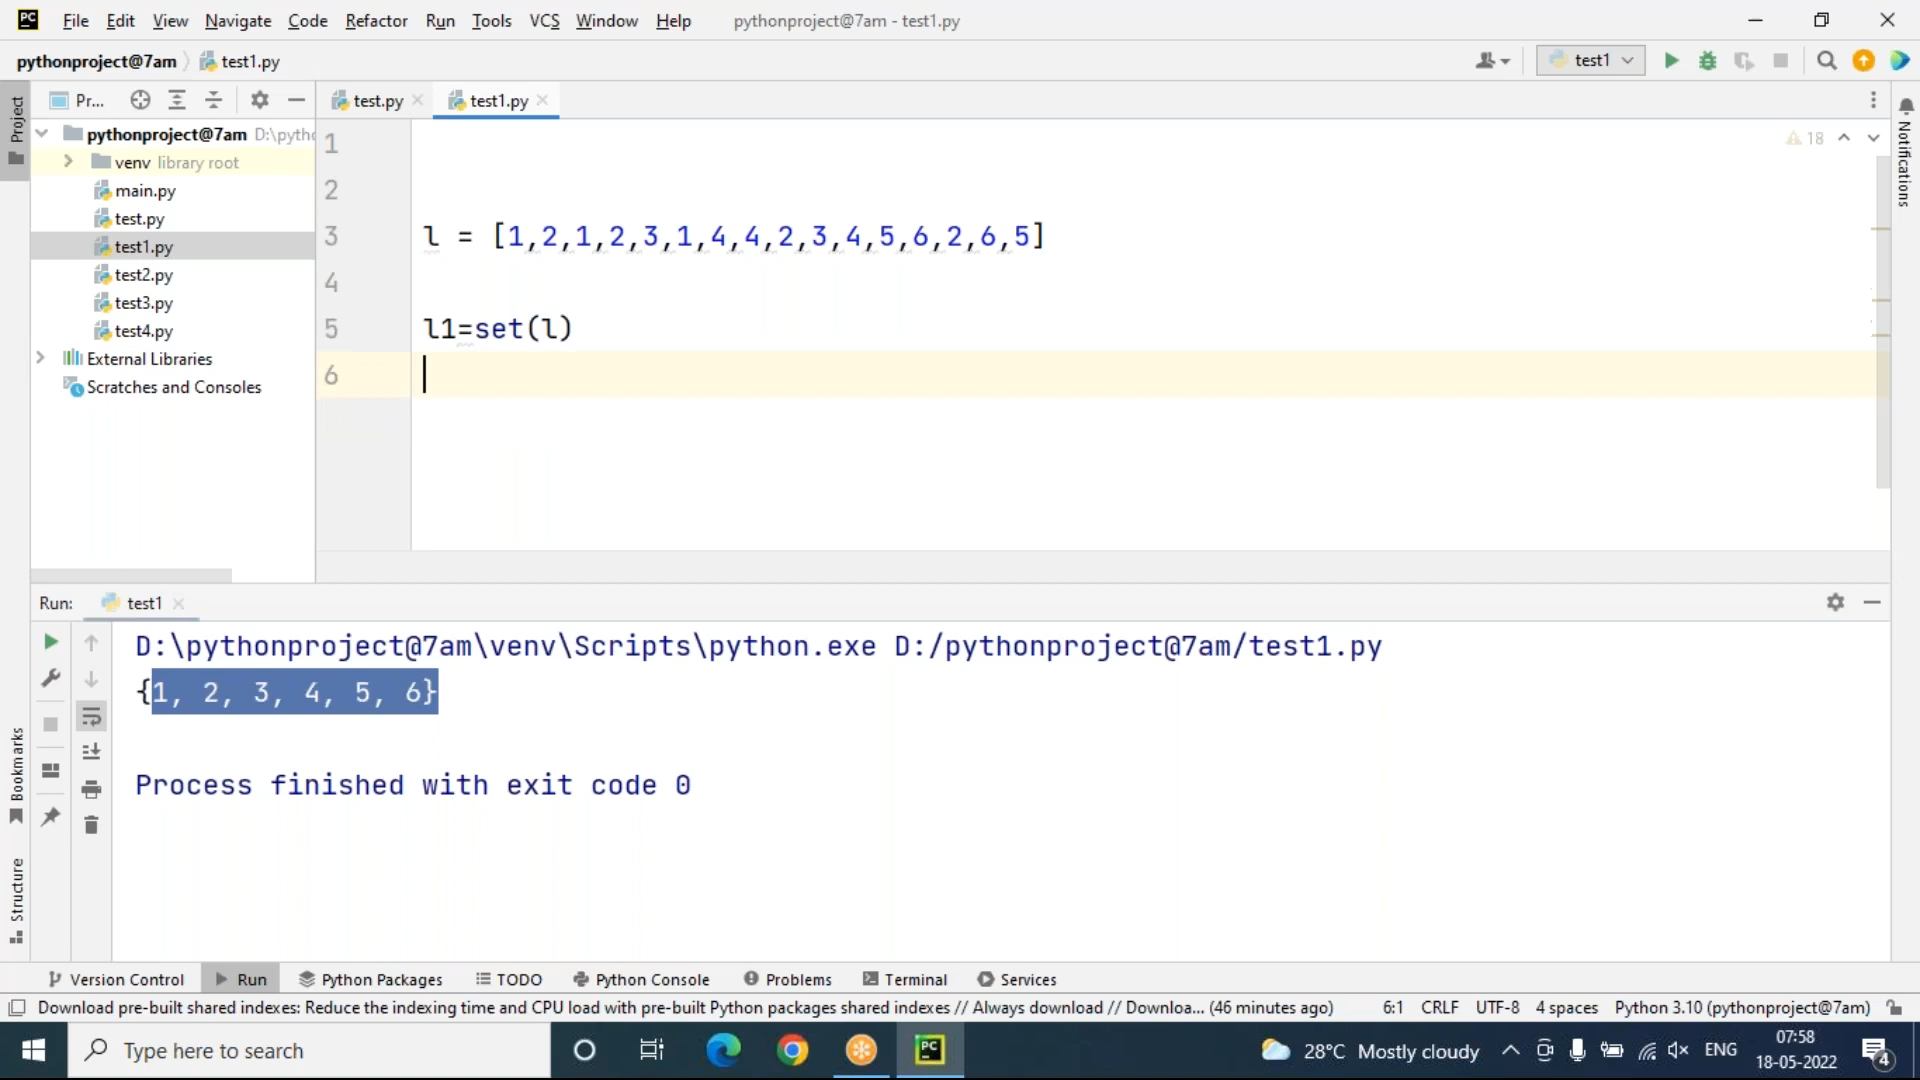 PC File Edit View Navigate Code Refactor Run Tools VCS Window Help pythonproject@7am - test1.py
pythonproject@7am test1.py test1
Pr... test.py test1.py
Project
pythonproject@7am D:\pytho
venv library root
main.py
test.py
test1.py
test2.py
test3.py
test4.py
External Libraries
Scratches and Consoles
1
2
3 l = [1,2,1,2,3,1,4,4,2,3,4,5,6,2,6,5]
4
5 l1=set(l)
6
18
Notifications
Run: test1
D:\pythonproject@7am\venv\Scripts\python.exe D:/pythonproject@7am/test1.py
{1, 2, 3, 4, 5, 6}
Process finished with exit code 0
Bookmarks
Structure
Version Control Run Python Packages TODO Python Console Problems Terminal Services
Download pre-built shared indexes: Reduce the indexing time and CPU load with pre-built Python packages shared indexes // Always download // Downloa... (46 minutes ago) 6:1 CRLF UTF-8 4 spaces Python 3.10 (pythonproject@7am)
Type here to search PC 28°C Mostly cloudy ENG 07:58
18-05-2022 4